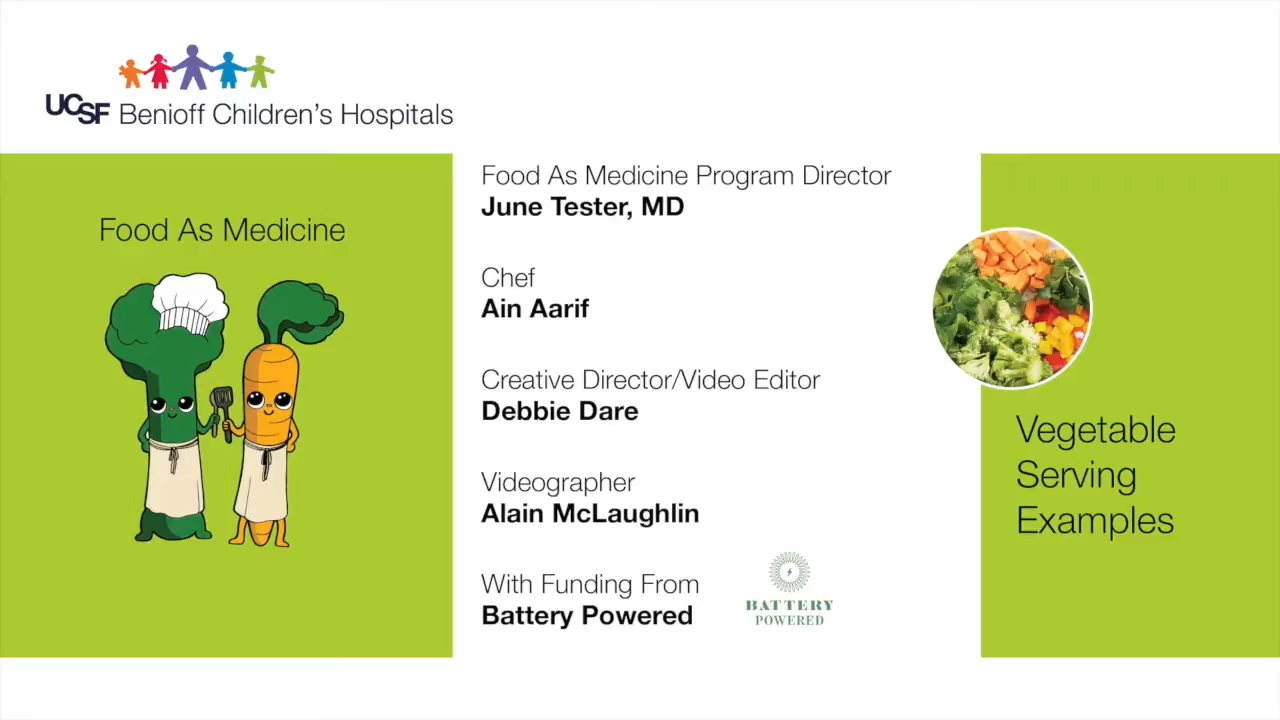 UCSF Benioff Children's Hospitals
Food As Medicine
Food As Medicine Program Director
June Tester, MD
Chef
Ain Aarif
Creative Director/Video Editor
Debbie Dare
Videographer
Alain McLaughlin
With Funding From
Battery Powered
BATTERY
POWERED
Vegetable
Serving
Examples